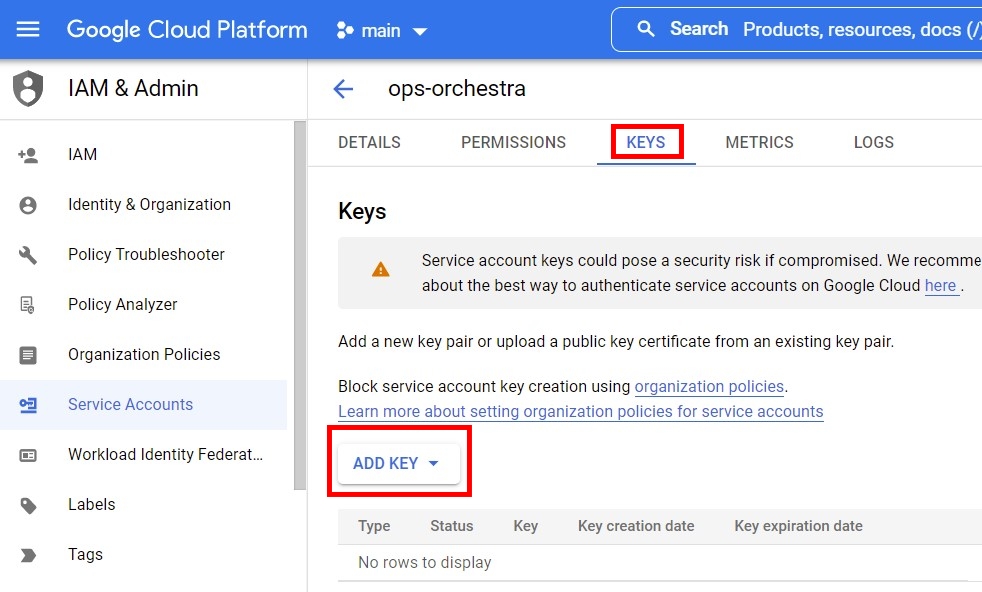 Google Cloud Platform
main
Search Products, resources, docs (/)
IAM & Admin
ops-orchestra
IAM
Identity & Organization
Policy Troubleshooter
Policy Analyzer
Organization Policies
Service Accounts
Workload Identity Federat...
Labels
Tags
DETAILS PERMISSIONS KEYS METRICS LOGS
Keys
Service account keys could pose a security risk if compromised. We recomme
about the best way to authenticate service accounts on Google Cloud here .
Add a new key pair or upload a public key certificate from an existing key pair.
Block service account key creation using organization policies.
Learn more about setting organization policies for service accounts
ADD KEY
Type Status Key Key creation date Key expiration date
No rows to display